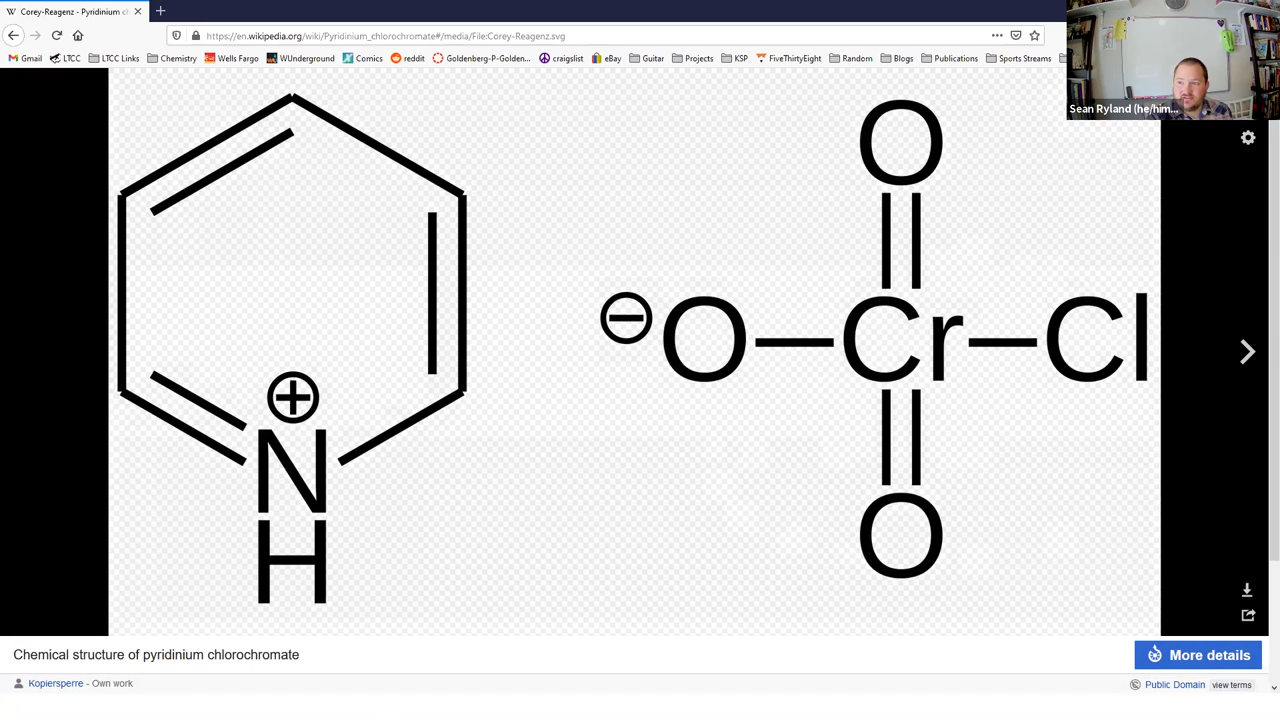 Corey-Reagenz - Pyridinium ch
https://en.wikipedia.org/wiki/Pyridinium_chlorochromate#/media/File:Corey-Reagenz.svg
Gmail LTCC LTCC Links Chemistry Wells Fargo WUnderground Comics reddit Goldenberg-P-Golden... craigslist eBay Guitar Projects KSP FiveThirtyEight Random Blogs Publications Sports Streams
Sean Ryland (he/him...
O
⊖O Cr Cl
⊕
N
H
O
Chemical structure of pyridinium chlorochromate
More details
Kopiersperre - Own work
Public Domain view terms